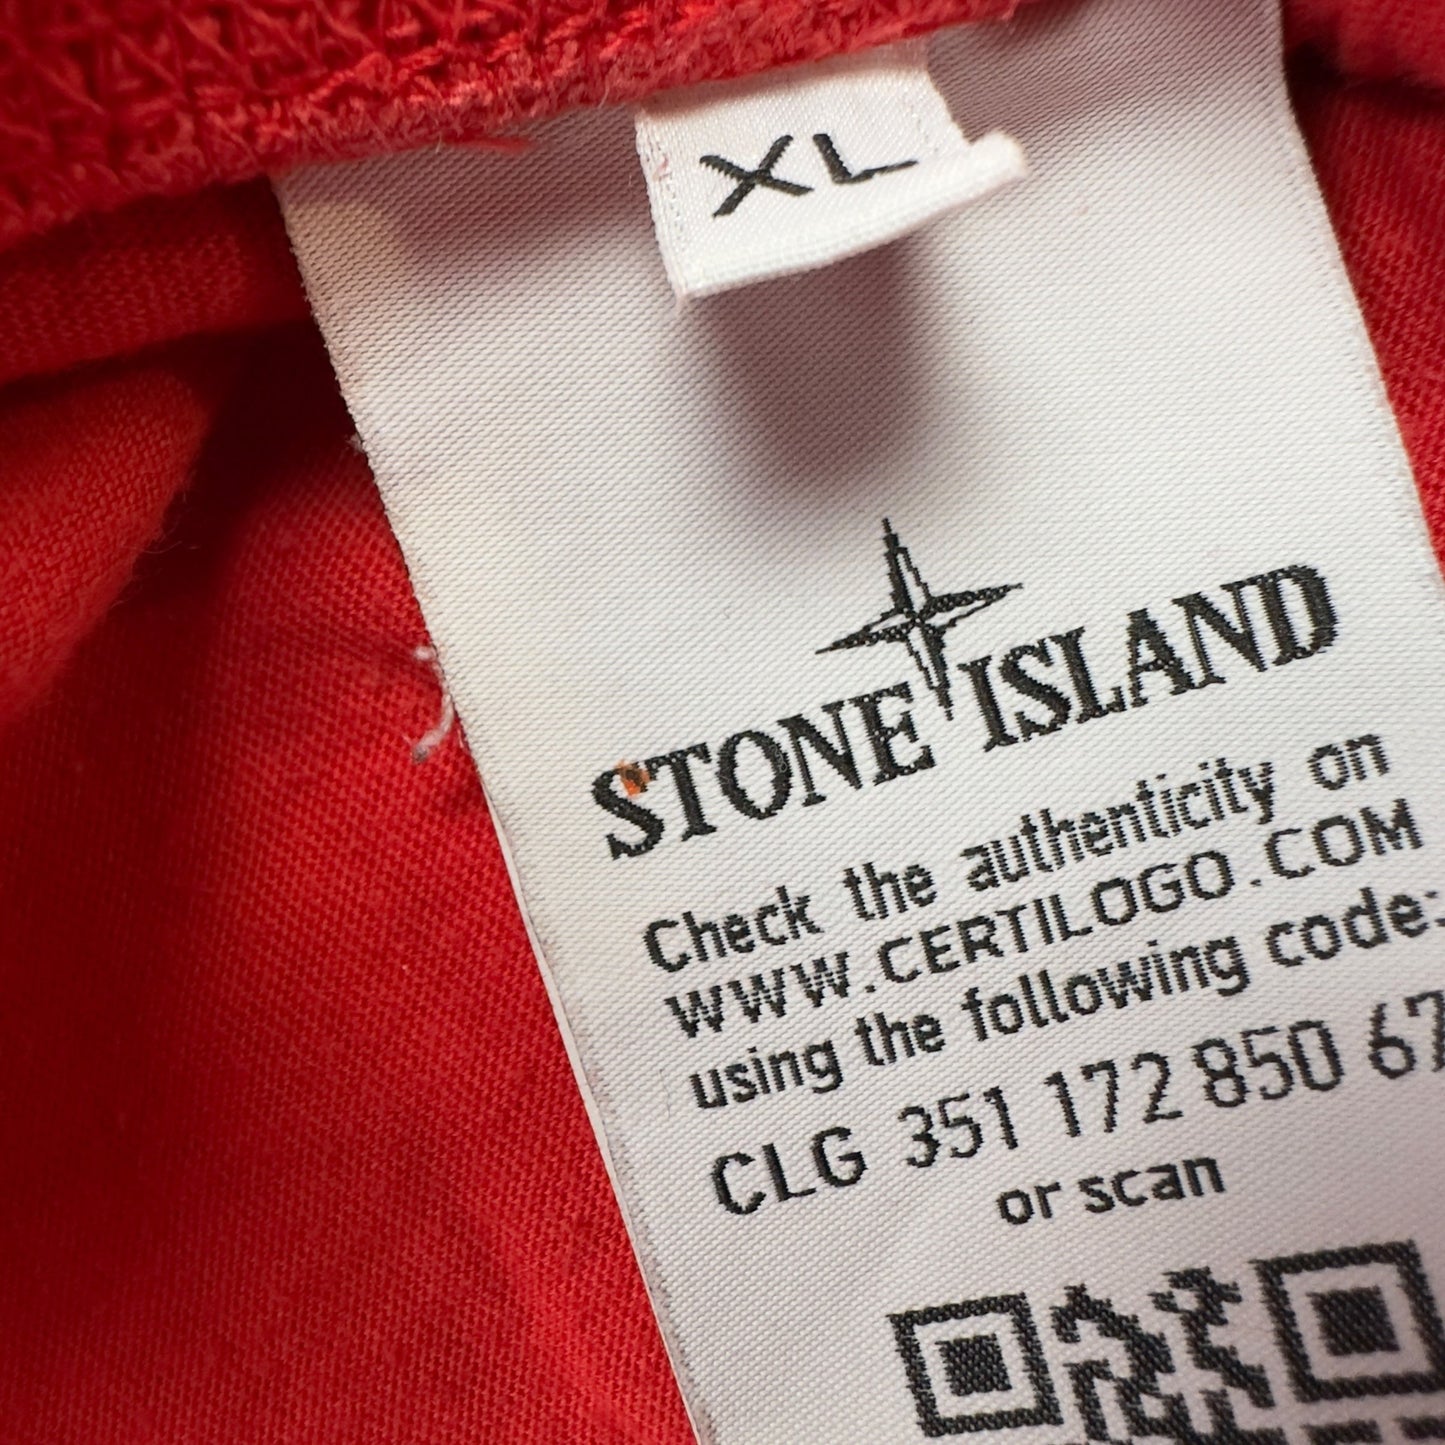 XL
STONE ISLAND
Check the authenticity on
WWW.CERTILOGO.COM
using the following code:
CLG 351 172 850 67
or scan